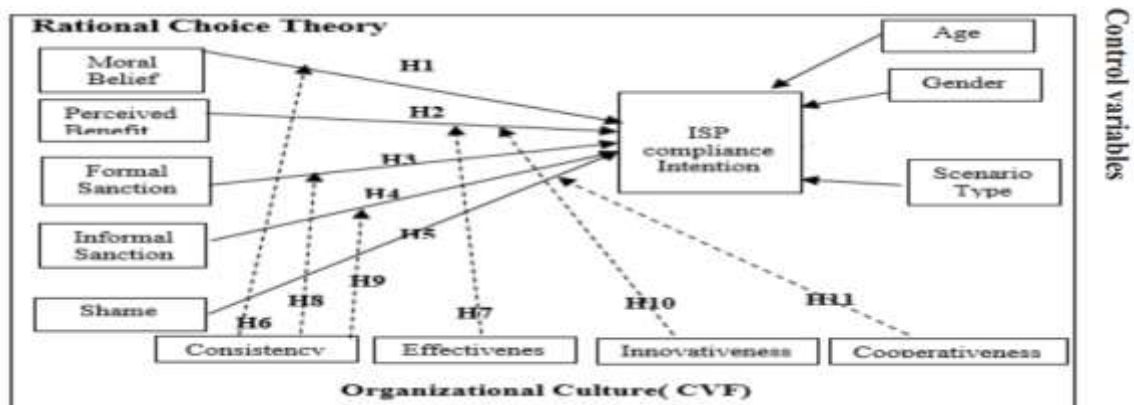 Rational Choice Theory
Moral
Belief
Perceived
Benefit
Formal
Sanction
Informal
Sanction
Shame
H1
H2
H3
H4
H5
H6
H8
H9
H7
H10
H11
ISP
compliance
Intention
Age
Gender
Scenario
Type
Control variables
Consistency
Effectivenes
Innovativeness
Cooperativeness
Organizational Culture( CVF)